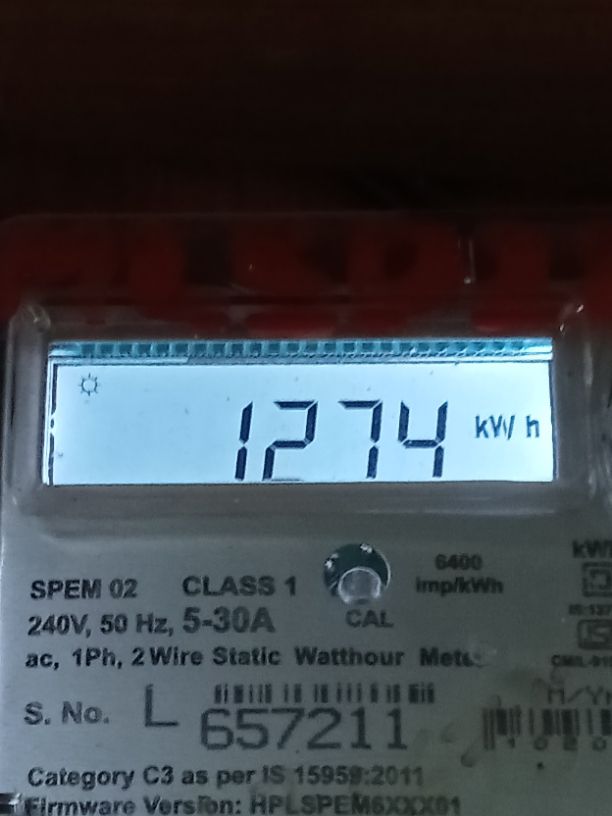 1274 kW h
SPEM 02 CLASS 1 6400
imp/kWh
240V, 50 Hz, 5-30A CAL
ac, 1Ph, 2 Wire Static Watthour
S. No. L 657211
Category C3 as per IS 15959:2011
Firmware Version: HPLSPEM6XXX01